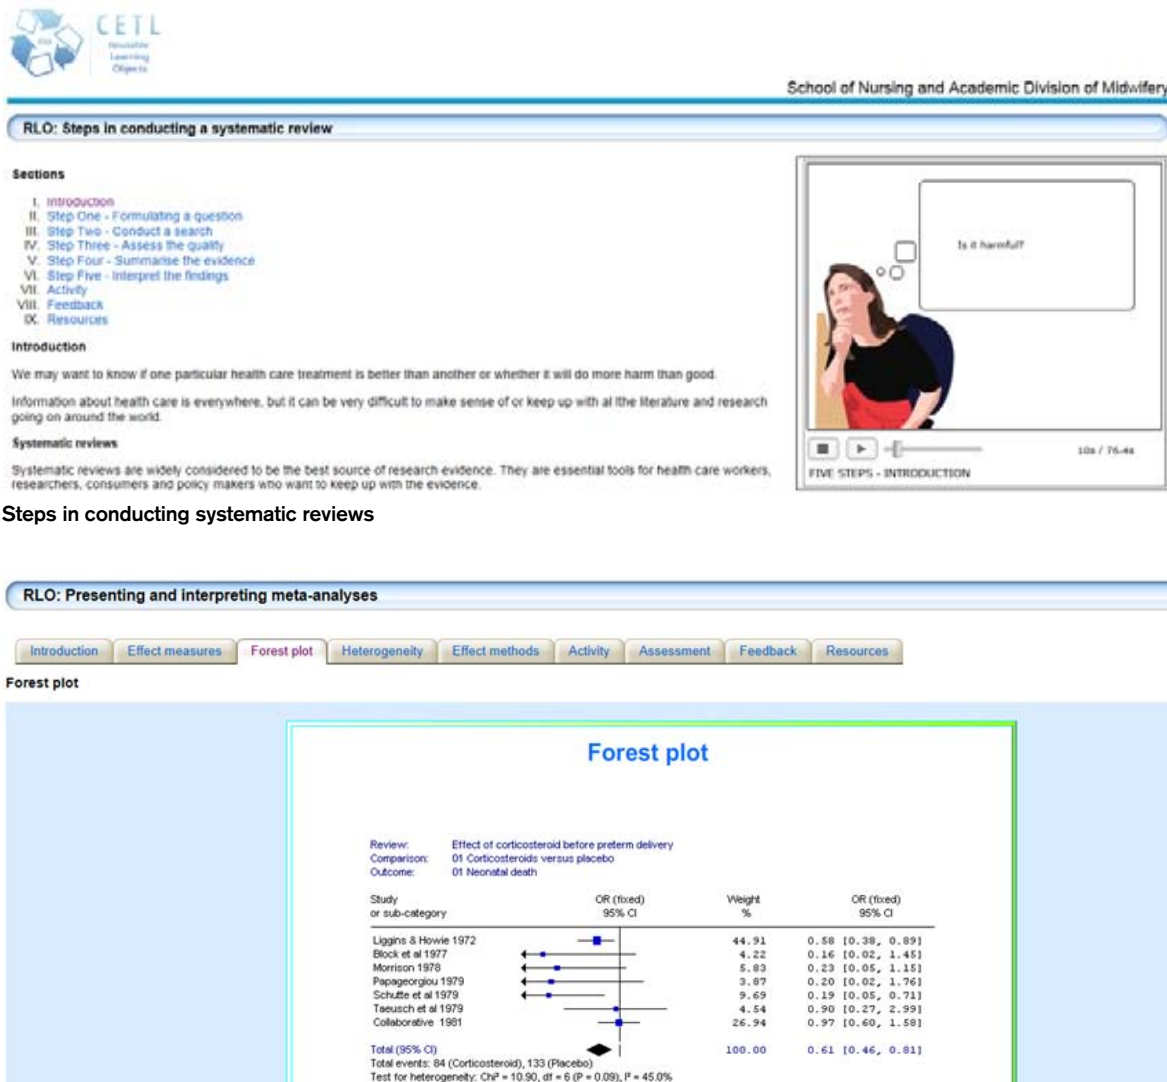 CETL
Reusable
Learning
Objects
School of Nursing and Academic Division of Midwifery
RLO: Steps in conducting a systematic review
Sections
I. Introduction
II. Step One - Formulating a question
III. Step Two - Conduct a search
IV. Step Three - Assess the quality
V. Step Four - Summarise the evidence
VI. Step Five - Interpret the findings
VII. Activity
VIII. Feedback
IX. Resources
Introduction
We may want to know if one particular health care treatment is better than another or whether it will do more harm than good.
Information about health care is everywhere, but it can be very difficult to make sense of or keep up with al lthe literature and research
going on around the world.
Systematic reviews
Systematic reviews are widely considered to be the best source of research evidence. They are essential tools for health care workers,
researchers, consumers and policy makers who want to keep up with the evidence.
Is it harmful?
10s / 76.4s
FIVE STEPS - INTRODUCTION
Steps in conducting systematic reviews
RLO: Presenting and interpreting meta-analyses
Introduction Effect measures Forest plot Heterogeneity Effect methods Activity Assessment Feedback Resources
Forest plot
Forest plot
Review: Effect of corticosteroid before preterm delivery
Comparison: 01 Corticosteroids versus placebo
Outcome: 01 Neonatal death
Study OR (fixed) Weight OR (fixed)
or sub-category 95% CI % 95% CI
Liggins & Howie 1972 44.91 0.58 [0.38, 0.89]
Block et al 1977 4.22 0.16 [0.02, 1.45]
Morrison 1978 5.83 0.23 [0.05, 1.15]
Papageorgiou 1979 3.87 0.20 [0.02, 1.76]
Schutte et al 1979 9.69 0.19 [0.05, 0.71]
Taeusch et al 1979 4.54 0.90 [0.27, 2.99]
Collaborative 1981 26.94 0.97 [0.60, 1.58]
Total (95% CI) 100.00 0.61 [0.46, 0.81]
Total events: 84 (Corticosteroid), 133 (Placebo)
Test for heterogeneity: Chi² = 10.90, df = 6 (P = 0.09), I² = 45.0%